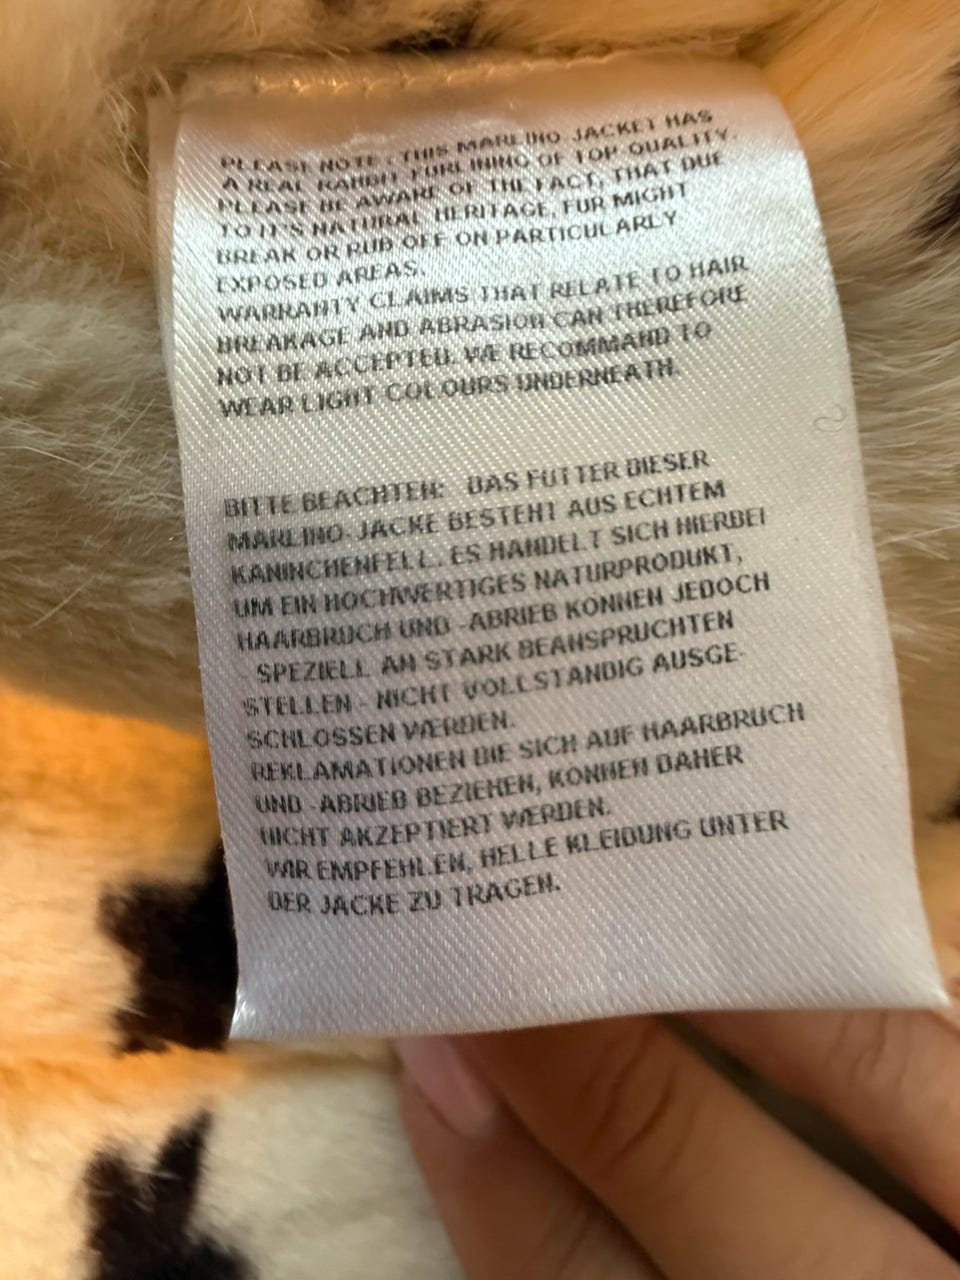 PLEASE NOTE : THIS MARLINO JACKET HAS
A REAL RABBIT FURLINING OF TOP QUALITY.
PLEASE BE AWARE OF THE FACT, THAT DUE
TO IT'S NATURAL HERITAGE, FUR MIGHT
BREAK OR RUB OFF ON PARTICULARLY
EXPOSED AREAS.
WARRANTY CLAIMS THAT RELATE TO HAIR
BREAKAGE AND ABRASION CAN THEREFORE
NOT BE ACCEPTED. WE RECOMMAND TO
WEAR LIGHT COLOURS UNDERNEATH.
BITTE BEACHTEN: DAS FUTTER DIESER
MARLINO-JACKE BESTEHT AUS ECHTEM
KANINCHENFELL. ES HANDELT SICH HIERBEI
UM EIN HOCHWERTIGES NATURPRODUKT,
HAARBRUCH UND -ABRIEB KONNEN JEDOCH
- SPEZIELL AN STARK BEANSPRUCHTEN
STELLEN - NICHT VOLLSTANDIG AUSGE-
SCHLOSSEN WERDEN.
REKLAMATIONEN DIE SICH AUF HAARBRUCH
UND -ABRIEB BEZIEHEN, KONNEN DAHER
NICHT AKZEPTIERT WERDEN.
WIR EMPFEHLEN, HELLE KLEIDUNG UNTER
DER JACKE ZU TRAGEN.